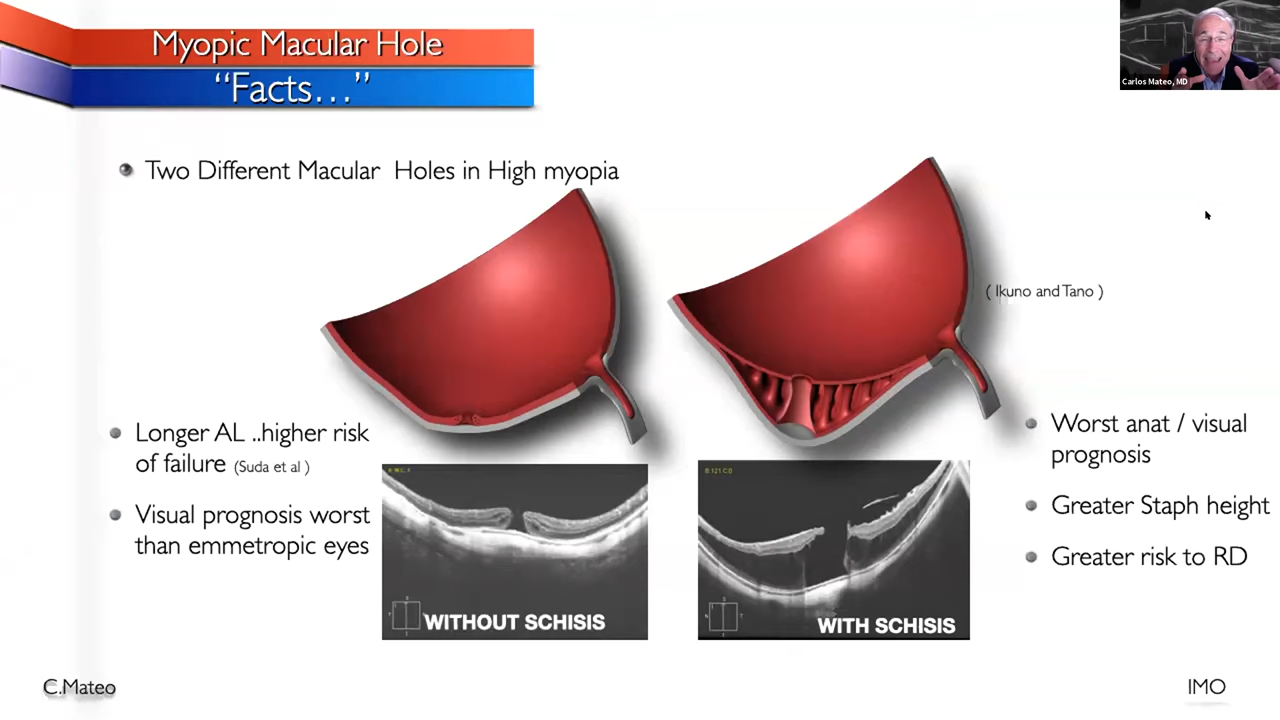 Myopic Macular Hole
“Facts…”
Carlos Mateo, MD
Two Different Macular Holes in High myopia
( Ikuno and Tano )
Longer AL ..higher risk
of failure (Suda et al )
Visual prognosis worst
than emmetropic eyes
Worst anat / visual
prognosis
Greater Staph height
Greater risk to RD
WITHOUT SCHISIS
WITH SCHISIS
C.Mateo
IMO